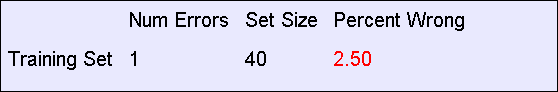 Num Errors Set Size Percent Wrong
Training Set 1 40 2.50